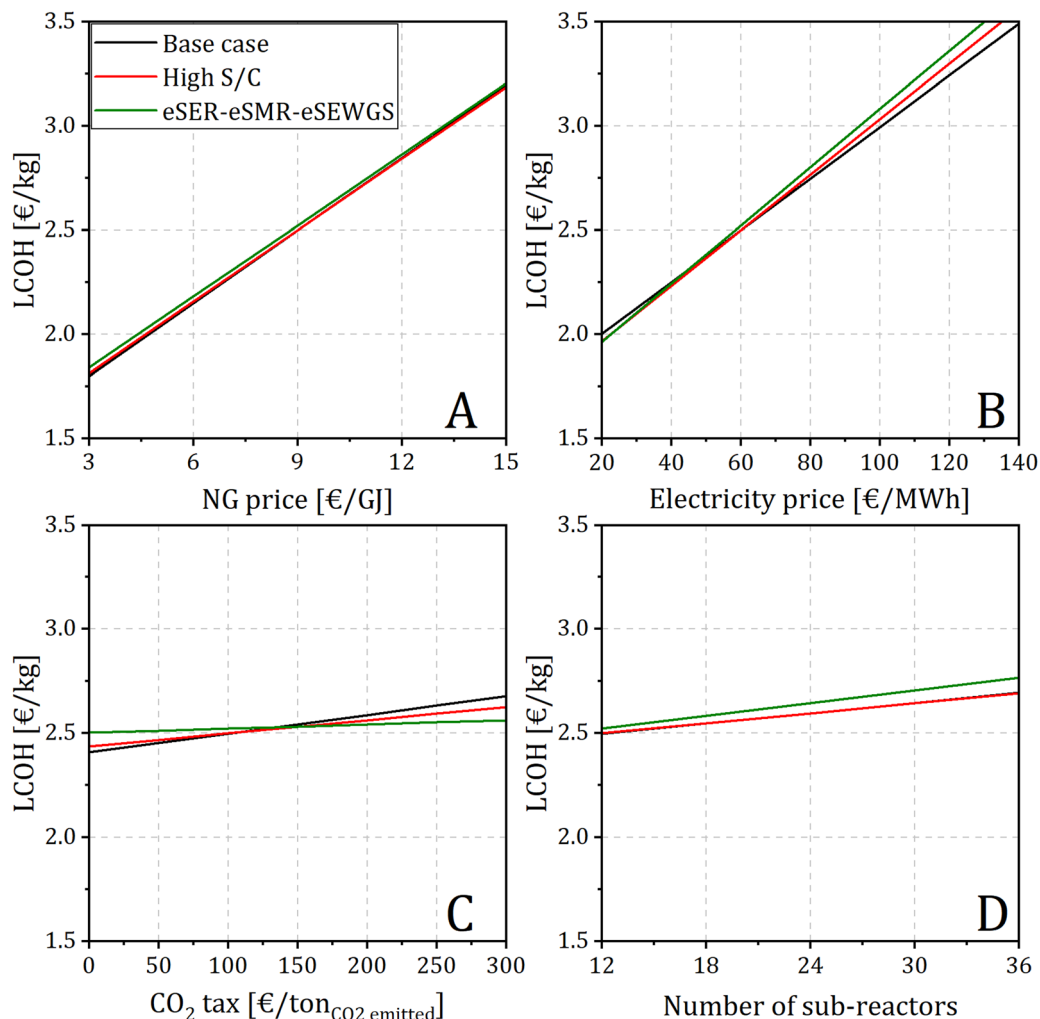 3.5
3.0
2.5
2.0
1.5
LCOH [€/kg]
Base case
High S/C
eSER-eSMR-eSEWGS
A
3 6 9 12 15
NG price [€/GJ]
3.5
3.0
2.5
2.0
1.5
LCOH [€/kg]
B
20 40 60 80 100 120 140
Electricity price [€/MWh]
3.5
3.0
2.5
2.0
1.5
LCOH [€/kg]
C
0 50 100 150 200 250 300
CO₂ tax [€/ton_CO2 emitted]
3.5
3.0
2.5
2.0
1.5
LCOH [€/kg]
D
12 18 24 30 36
Number of sub-reactors